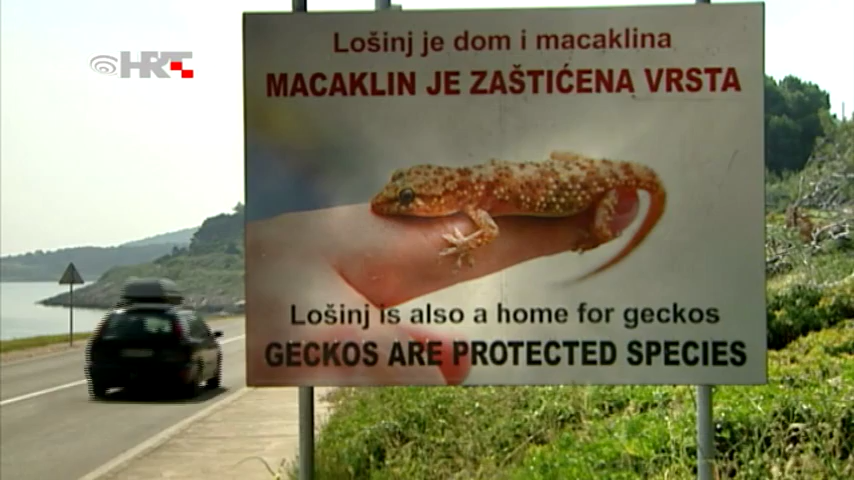 HRT
Lošinj je dom i macaklina
MACAKLIN JE ZAŠTIĆENA VRSTA
Lošinj is also a home for geckos
GECKOS ARE PROTECTED SPECIES